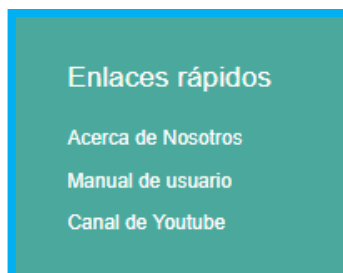 Enlaces rápidos
Acerca de Nosotros
Manual de usuario
Canal de Youtube